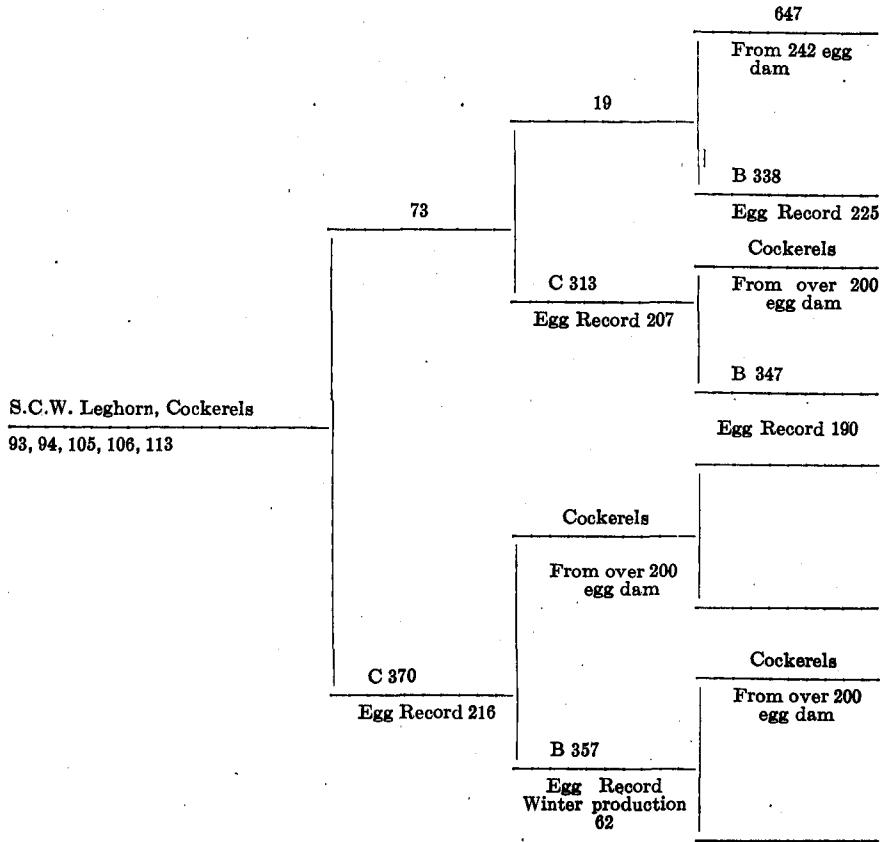 647
From 242 egg
dam
19
B 338
Egg Record 225
73
Cockerels
C 313
From over 200
egg dam
Egg Record 207
B 347
S.C.W. Leghorn, Cockerels
Egg Record 190
93, 94, 105, 106, 113
Cockerels
From over 200
egg dam
Cockerels
C 370
From over 200
egg dam
Egg Record 216
B 357
Egg Record
Winter production
62